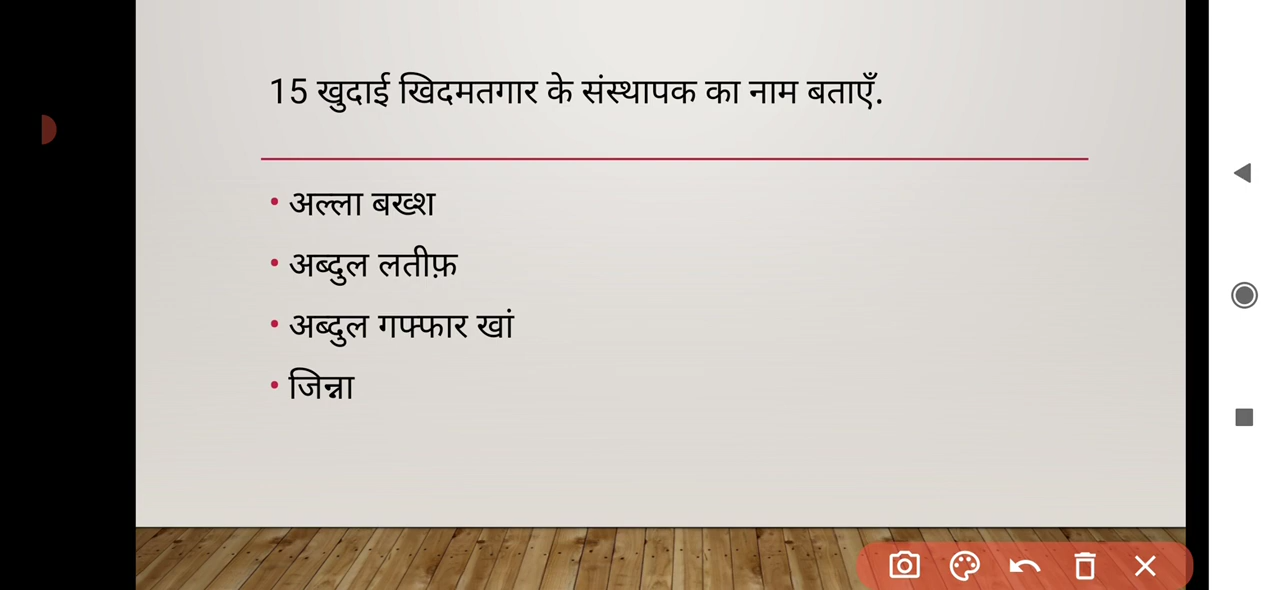 15 खुदाई खिदमतगार के संस्थापक का नाम बताएँ.
• अल्ला बख्श
• अब्दुल लतीफ़
• अब्दुल गफ्फार खां
• जिन्ना